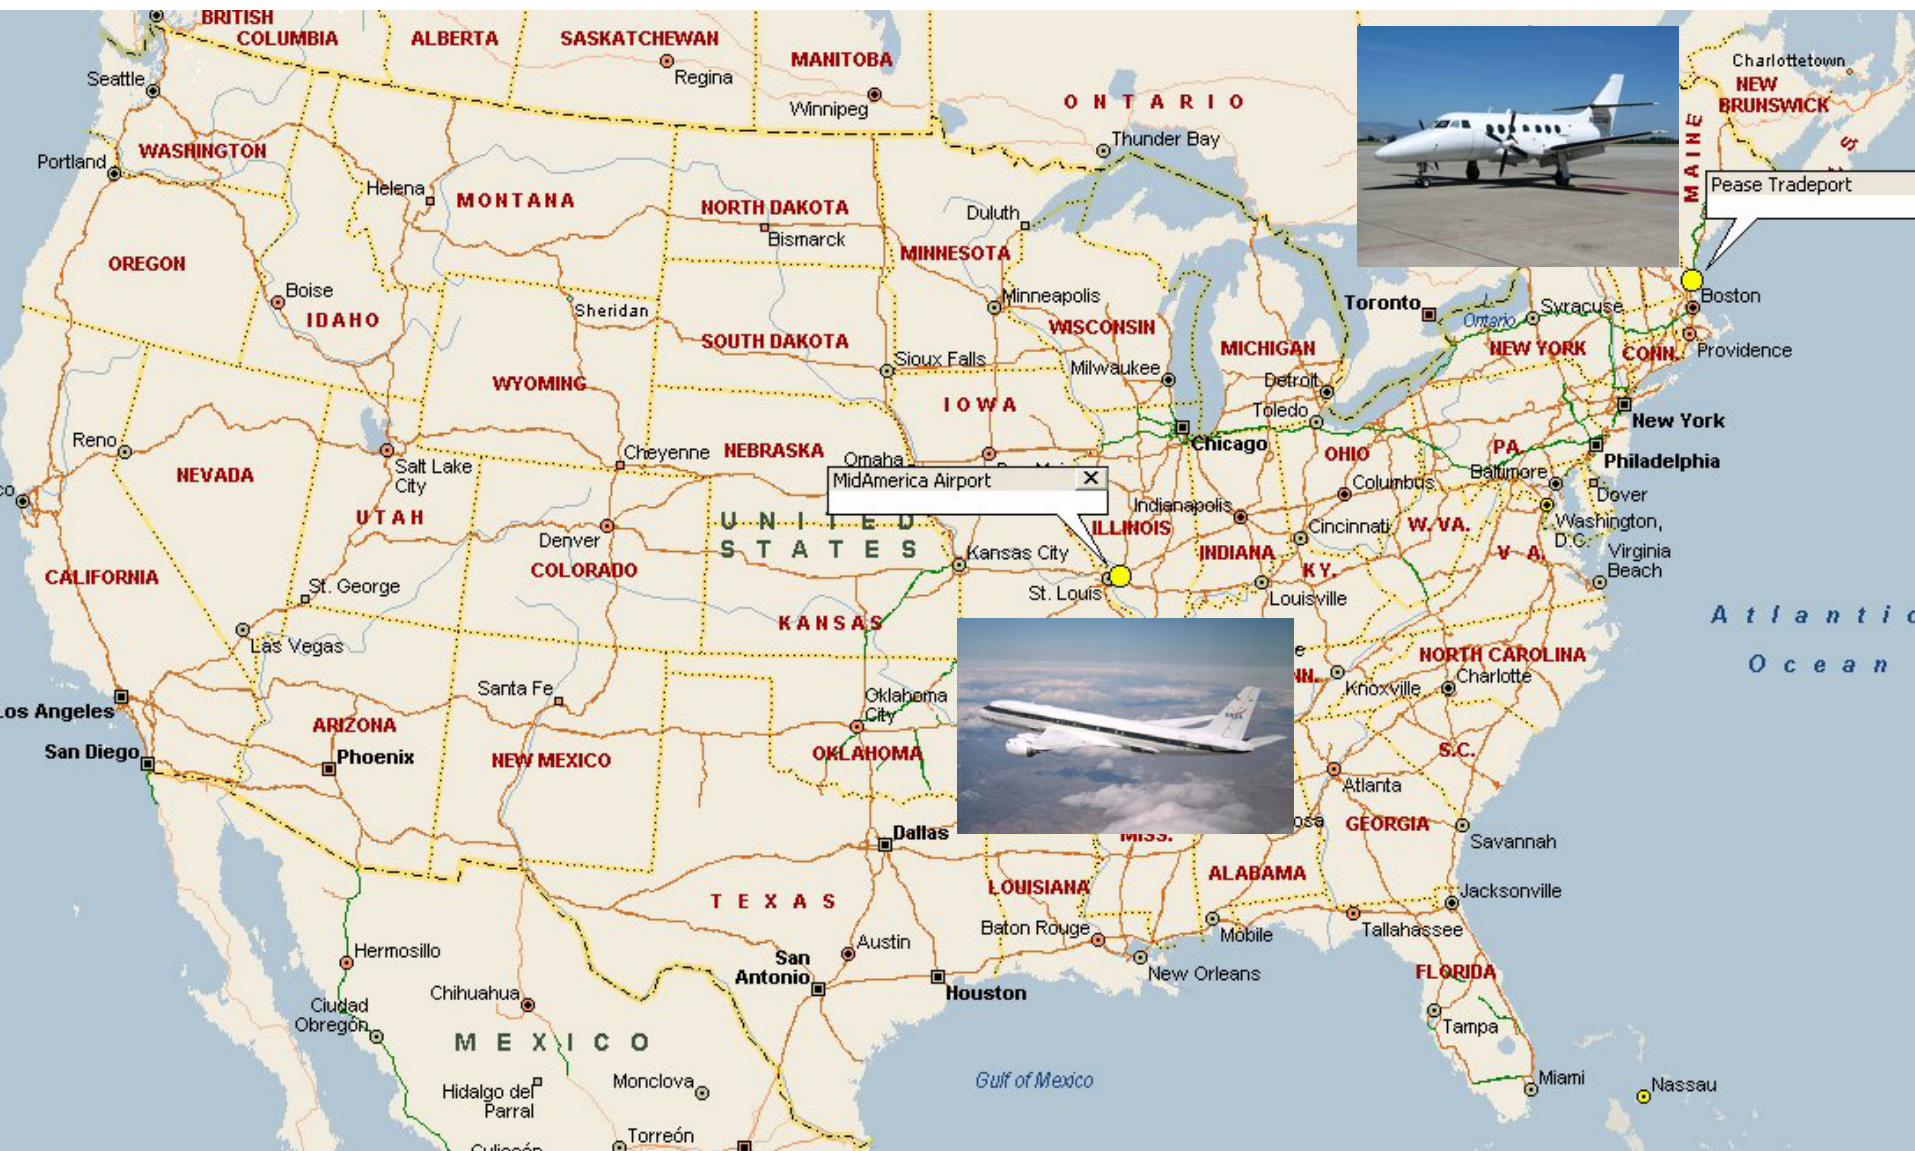 BRITISH
COLUMBIA
ALBERTA
SASKATCHEWAN
MANITOBA
Regina
Winnipeg
O N T A R I O
Thunder Bay
Charlottetown
NEW
BRUNSWICK
MAINE
S
Pease Tradeport
Seattle
WASHINGTON
Portland
Helena
MONTANA
NORTH DAKOTA
Bismarck
Duluth
MINNESOTA
OREGON
Boise
IDAHO
Sheridan
Minneapolis
WISCONSIN
Toronto
Ontario
Syracuse
Boston
SOUTH DAKOTA
Sioux Falls
Milwaukee
MICHIGAN
Detroit
NEW YORK
CONN.
Providence
WYOMING
IOWA
Toledo
New York
Reno
NEVADA
Salt Lake
City
Cheyenne
NEBRASKA
Omaha
Chicago
OHIO
PA.
Philadelphia
Baltimore
Dover
MidAmerica Airport
Columbus
Indianapolis
UTAH
Denver
COLORADO
UNITED
STATES
Kansas City
ILLINOIS
INDIANA
Cincinnati
W. VA.
V A.
Washington,
D.C.
Virginia
Beach
CALIFORNIA
St. George
St. Louis
KY.
Louisville
KANSAS
Las Vegas
Atlantic
Ocean
NORTH CAROLINA
Knoxville
Charlotte
Santa Fe
Oklahoma
City
Los Angeles
San Diego
ARIZONA
Phoenix
NEW MEXICO
OKLAHOMA
NASA
S.C.
Atlanta
GEORGIA
Savannah
Dallas
MISS.
ALABAMA
LOUISIANA
TEXAS
Jacksonville
Baton Rouge
Mobile
Tallahassee
Austin
San
Antonio
Houston
New Orleans
FLORIDA
Hermosillo
Chihuahua
Ciudad
Obregón
MEXICO
Tampa
Gulf of Mexico
Hidalgo del
Parral
Monclova
Miami
Nassau
Torreón
Culiacán